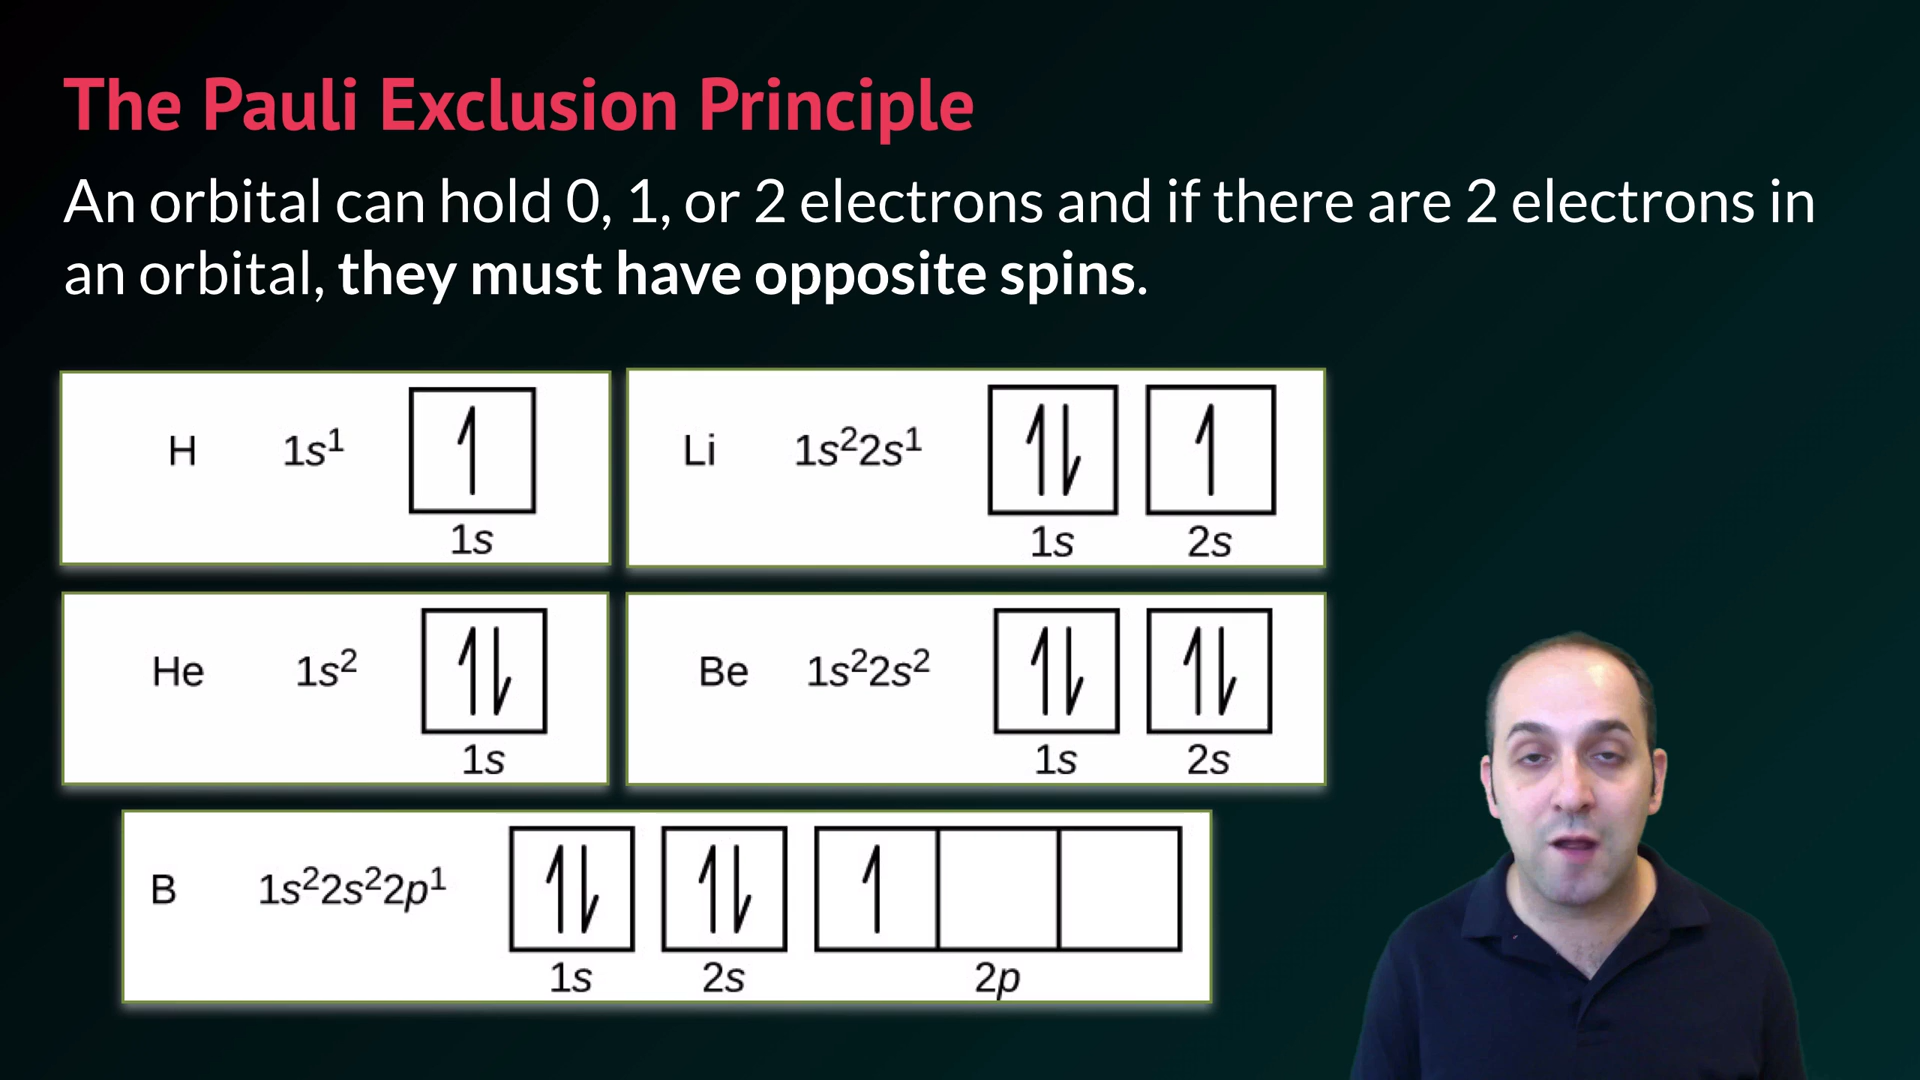 The Pauli Exclusion Principle
An orbital can hold 0, 1, or 2 electrons and if there are 2 electrons in
an orbital, they must have opposite spins.
H 1s¹
1s
Li 1s²2s¹
1s 2s
He 1s²
1s
Be 1s²2s²
1s 2s
B 1s²2s²2p¹
1s 2s 2p